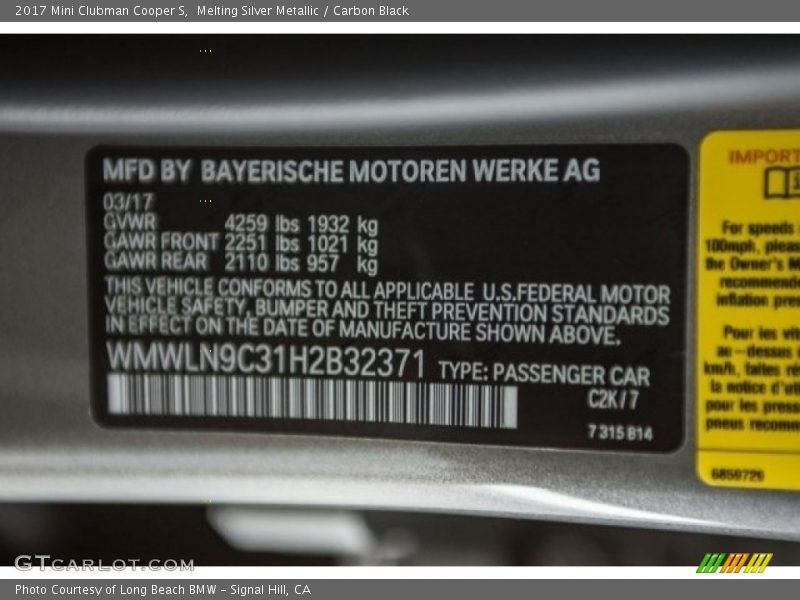 2017 Mini Clubman Cooper S,  Melting Silver Metallic / Carbon Black
MFD BY BAYERISCHE MOTOREN WERKE AG
03/17
GVWR 4259 lbs 1932 kg
GAWR FRONT 2251 lbs 1021 kg
GAWR REAR 2110 lbs 957 kg
THIS VEHICLE CONFORMS TO ALL APPLICABLE U.S.FEDERAL MOTOR
VEHICLE SAFETY, BUMPER AND THEFT PREVENTION STANDARDS
IN EFFECT ON THE DATE OF MANUFACTURE SHOWN ABOVE.
WMWLN9C31H2B32371 TYPE: PASSENGER CAR
C2K / 7
7 315 814
IMPORT
For speeds
100mph, pleas
the Owner's M
recommende
inflation pres
Pour les vit
au-dessus d
km/h, faites ré
la notice d'ut
pour les press
pneus recomm
6859720
GTCARLOT.COM
Photo Courtesy of Long Beach BMW - Signal Hill, CA